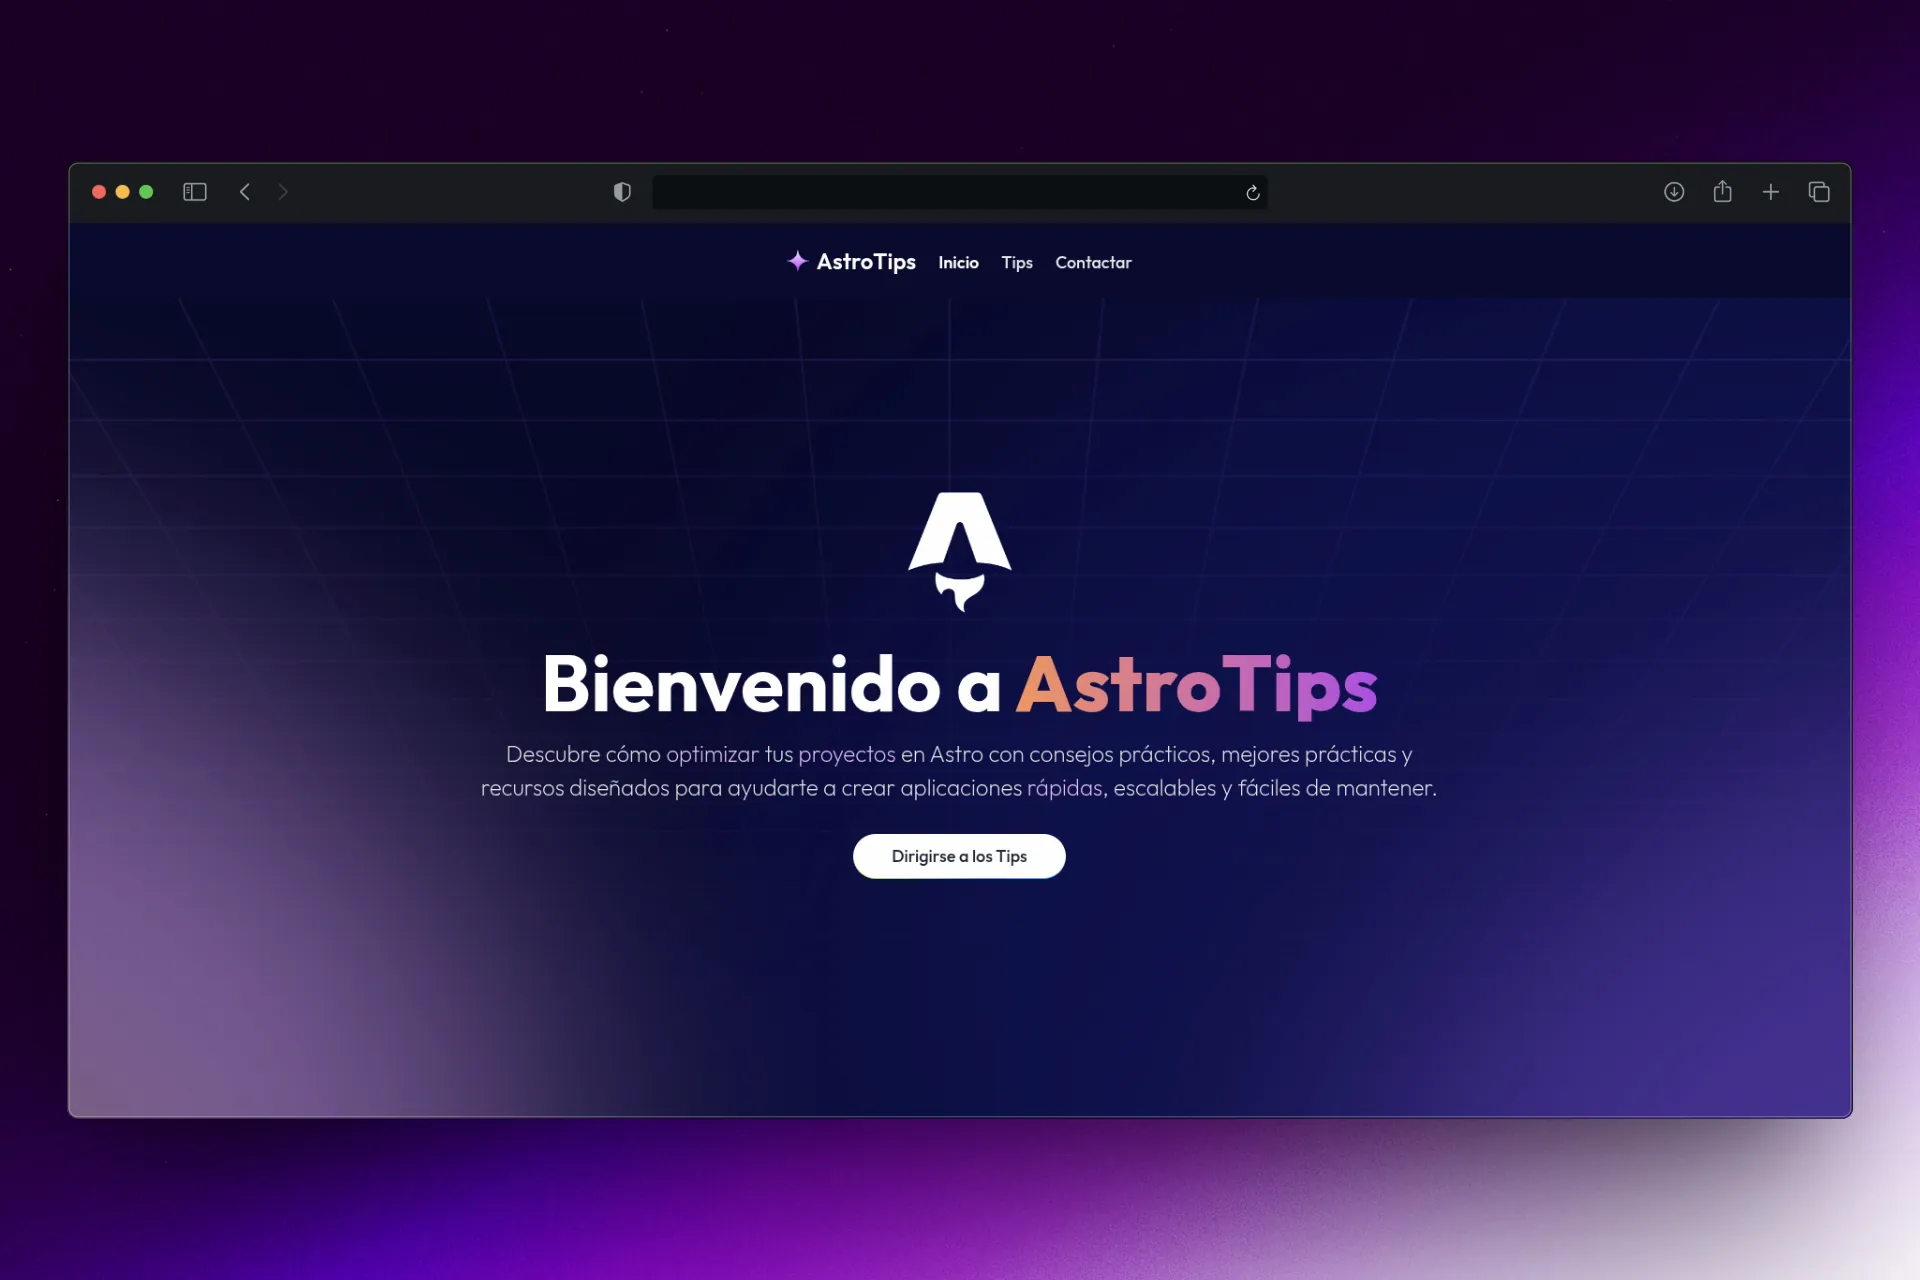 AstroTips Inicio Tips Contactar
Bienvenido a AstroTips
Descubre cómo optimizar tus proyectos en Astro con consejos prácticos, mejores prácticas y
recursos diseñados para ayudarte a crear aplicaciones rápidas, escalables y fáciles de mantener.
Dirigirse a los Tips